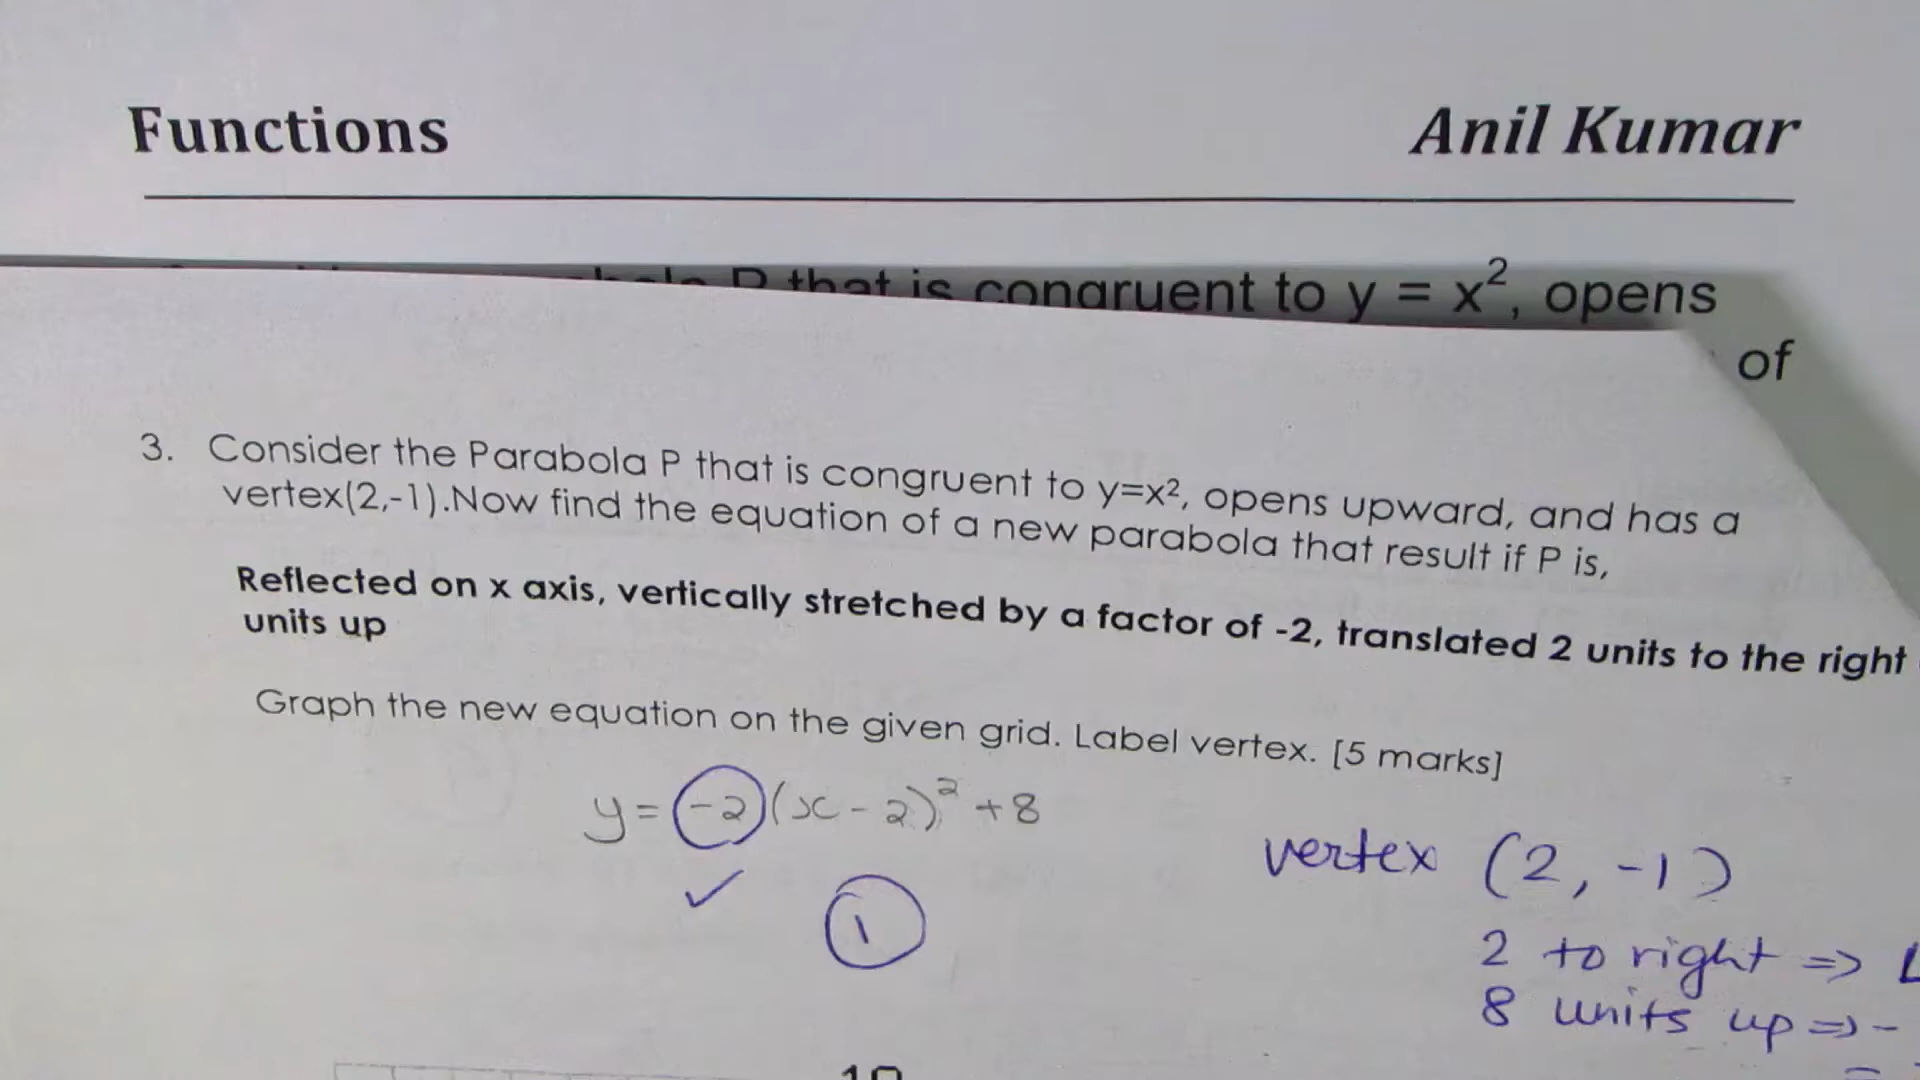 Functions
Anil Kumar
P that is congruent to y = x², opens
of
3. Consider the Parabola P that is congruent to y=x², opens upward, and has a
vertex(2,-1).Now find the equation of a new parabola that result if P is,
Reflected on x axis, vertically stretched by a factor of -2, translated 2 units to the right
units up
Graph the new equation on the given grid. Label vertex. [5 marks]
y = -2(x - 2)² + 8
✓ 1
vertex (2, -1)
2 to right =>
8 units up => -
10